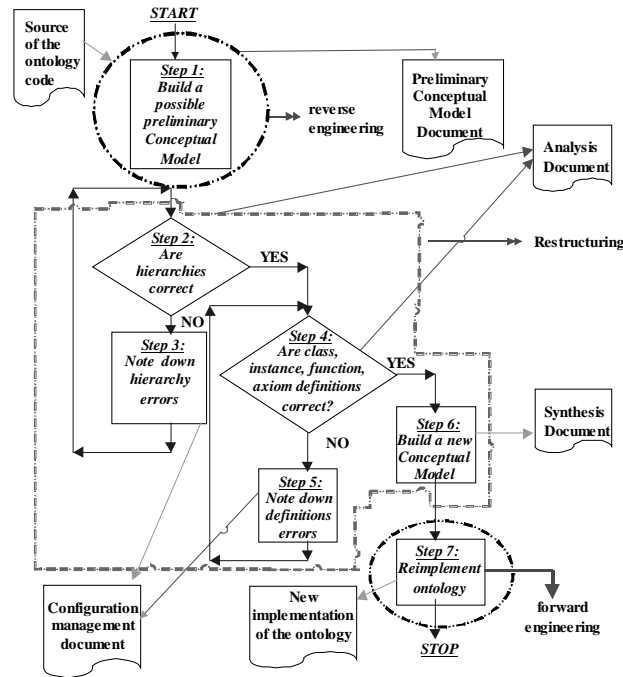 START
Source
of the
ontology
code
Step 1:
Build a
possible
preliminary
Conceptual
Model
reverse
engineering
Preliminary
Conceptual
Model
Document
Analysis
Document
Step 2:
Are
hierarchies
correct
YES
Restructuring
NO
Step 3:
Note down
hierarchy
errors
Step 4:
Are class,
instance, function,
axiom definitions
correct?
YES
Step 6:
Build a new
Conceptual
Model
Synthesis
Document
NO
Step 5:
Note down
definitions
errors
Step 7:
Reimplement
ontology
Configuration
management
document
New
implementation
of the ontology
forward
engineering
STOP